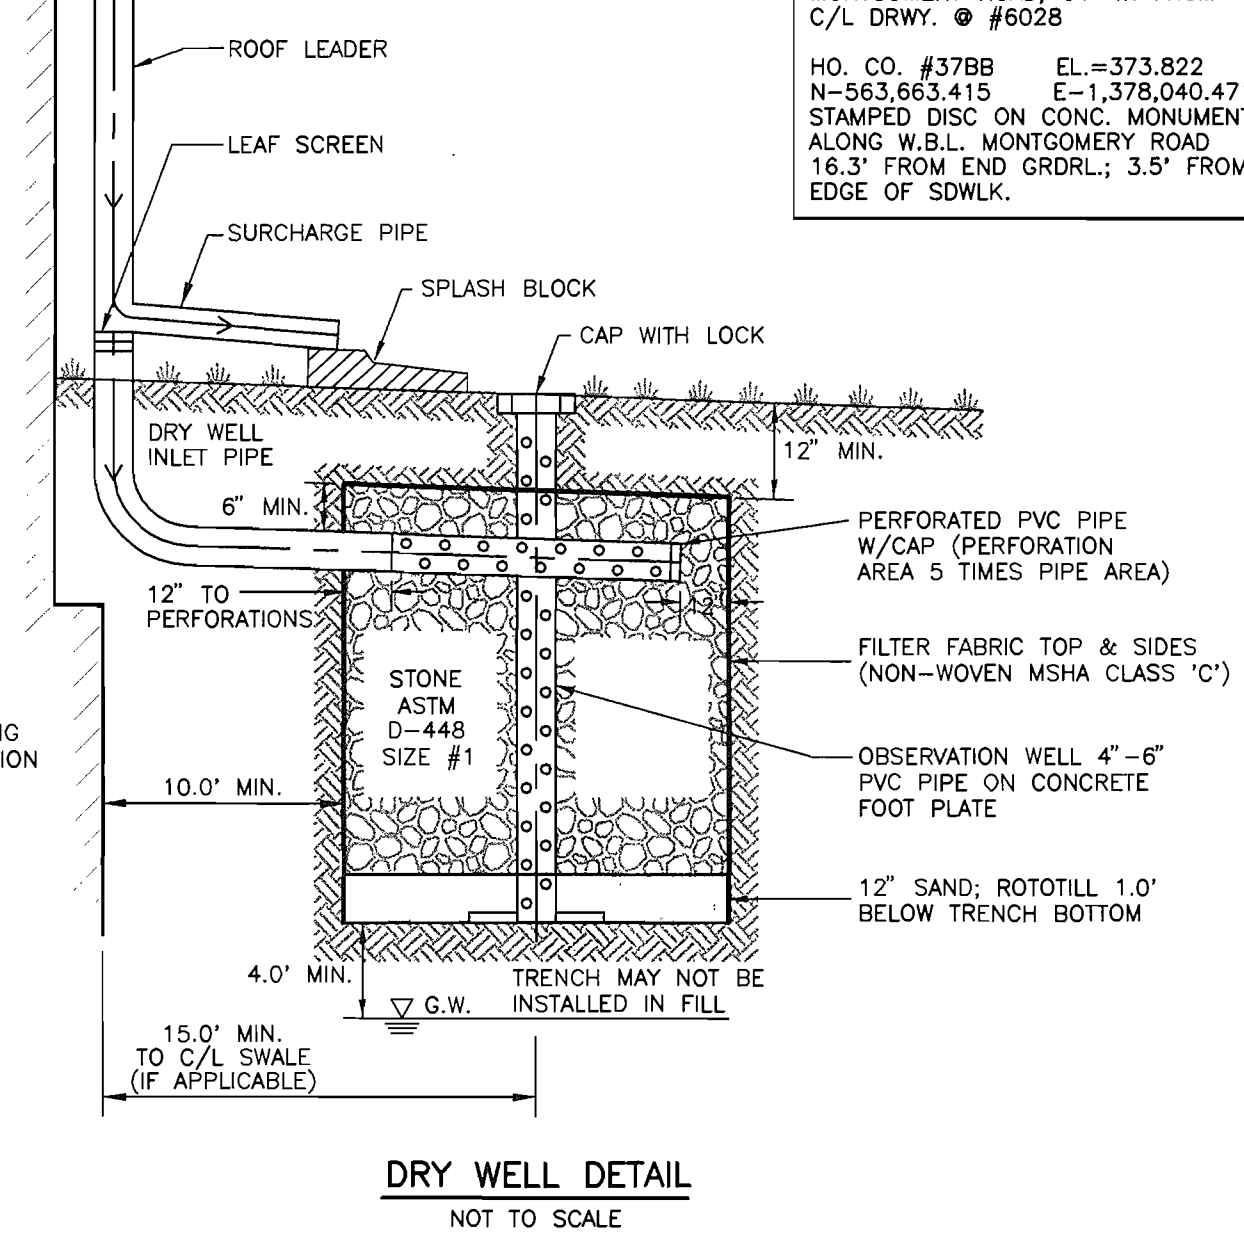 C/L DRWY. @ #6028
HO. CO. #37BB EL.=373.822
N-563,663.415 E-1,378,040.47
STAMPED DISC ON CONC. MONUMENT
ALONG W.B.L. MONTGOMERY ROAD
16.3' FROM END GRDRL.; 3.5' FROM
EDGE OF SDWLK.
ROOF LEADER
LEAF SCREEN
SURCHARGE PIPE
SPLASH BLOCK
CAP WITH LOCK
DRY WELL
INLET PIPE
12" MIN.
6" MIN.
PERFORATED PVC PIPE
W/CAP (PERFORATION
AREA 5 TIMES PIPE AREA)
12" TO
PERFORATIONS
12"
FILTER FABRIC TOP & SIDES
(NON-WOVEN MSHA CLASS 'C')
STONE
ASTM
D-448
SIZE #1
OBSERVATION WELL 4"-6"
PVC PIPE ON CONCRETE
FOOT PLATE
10.0' MIN.
12" SAND; ROTOTILL 1.0'
BELOW TRENCH BOTTOM
4.0' MIN.
TRENCH MAY NOT BE
INSTALLED IN FILL
G.W.
15.0' MIN.
TO C/L SWALE
(IF APPLICABLE)
DRY WELL DETAIL
NOT TO SCALE